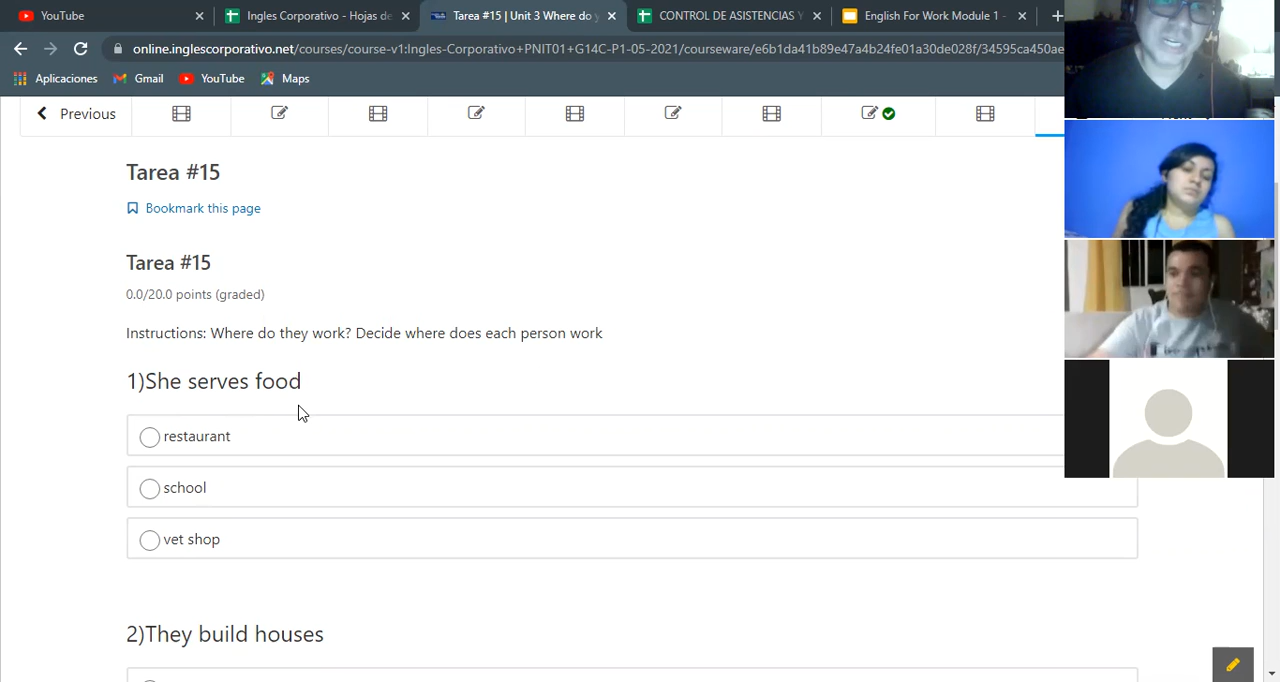 YouTube
Ingles Corporativo - Hojas de
Tarea #15 | Unit 3 Where do y
CONTROL DE ASISTENCIAS Y
English For Work Module 1 -
online.inglescorporativo.net/courses/course-v1:Ingles-Corporativo+PNIT01+G14C-P1-05-2021/courseware/e6b1da41b89e47a4b24fe01a30de028f/34595ca450ae
Aplicaciones
Gmail
YouTube
Maps
Previous
Tarea #15
Bookmark this page
Tarea #15
0.0/20.0 points (graded)
Instructions: Where do they work? Decide where does each person work
1)She serves food
restaurant
school
vet shop
2)They build houses